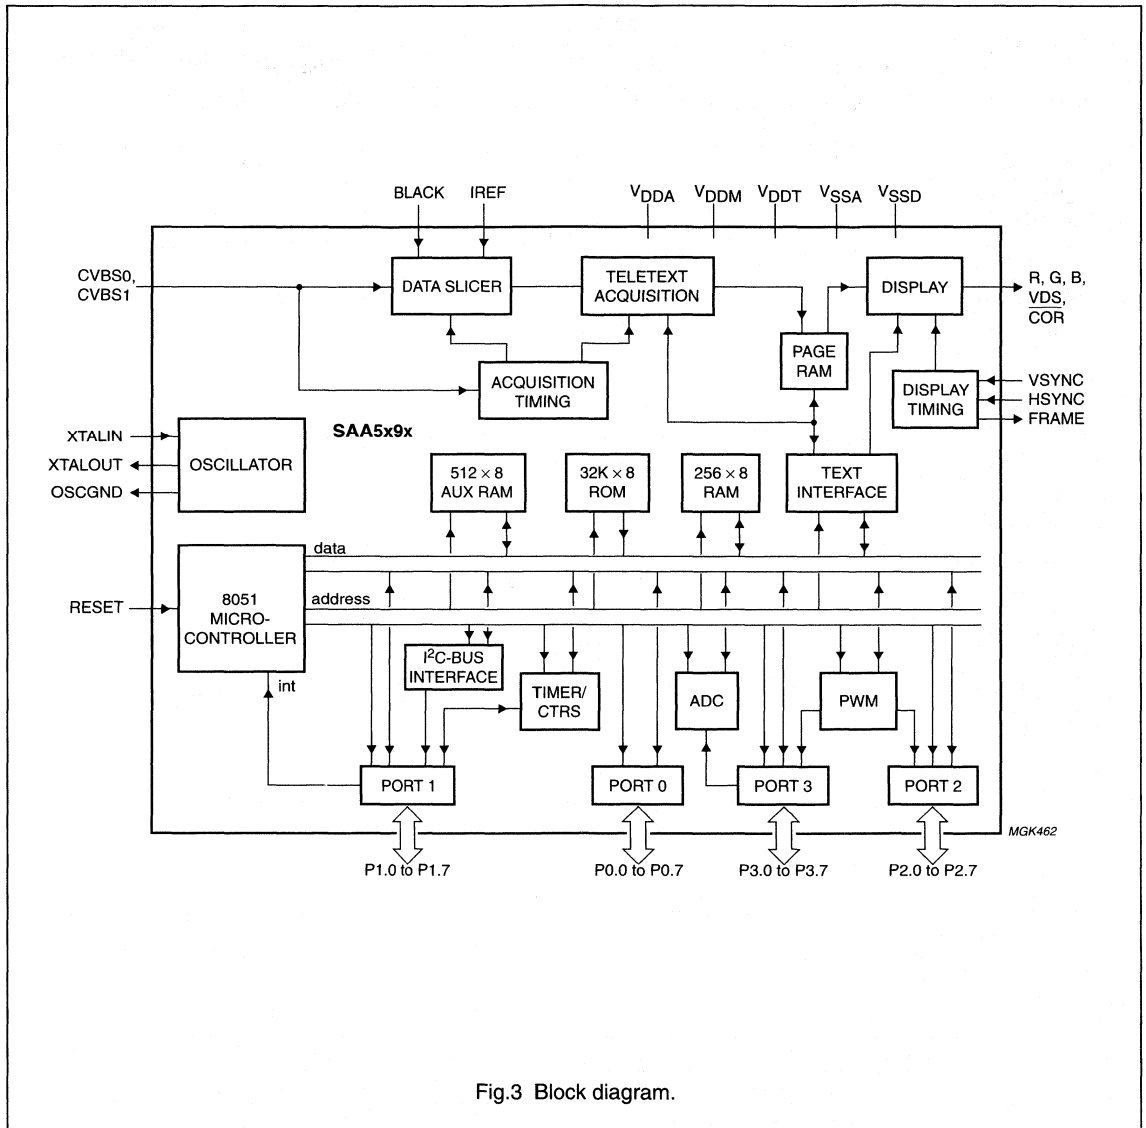 BLACK IREF VDDA VDDM VDDT VSSA VSSD
CVBS0,
CVBS1
DATA SLICER
TELETEXT
ACQUISITION
DISPLAY
R, G, B,
VDS,
COR
PAGE
RAM
ACQUISITION
TIMING
DISPLAY
TIMING
VSYNC
HSYNC
FRAME
SAA5x9x
XTALIN
XTALOUT
OSCGND
OSCILLATOR
512 × 8
AUX RAM
32K × 8
ROM
256 × 8
RAM
TEXT
INTERFACE
data
address
RESET
8051
MICRO-
CONTROLLER
int
I²C-BUS
INTERFACE
TIMER/
CTRS
ADC
PWM
PORT 1
PORT 0
PORT 3
PORT 2
MGK462
P1.0 to P1.7
P0.0 to P0.7
P3.0 to P3.7
P2.0 to P2.7
Fig.3 Block diagram.